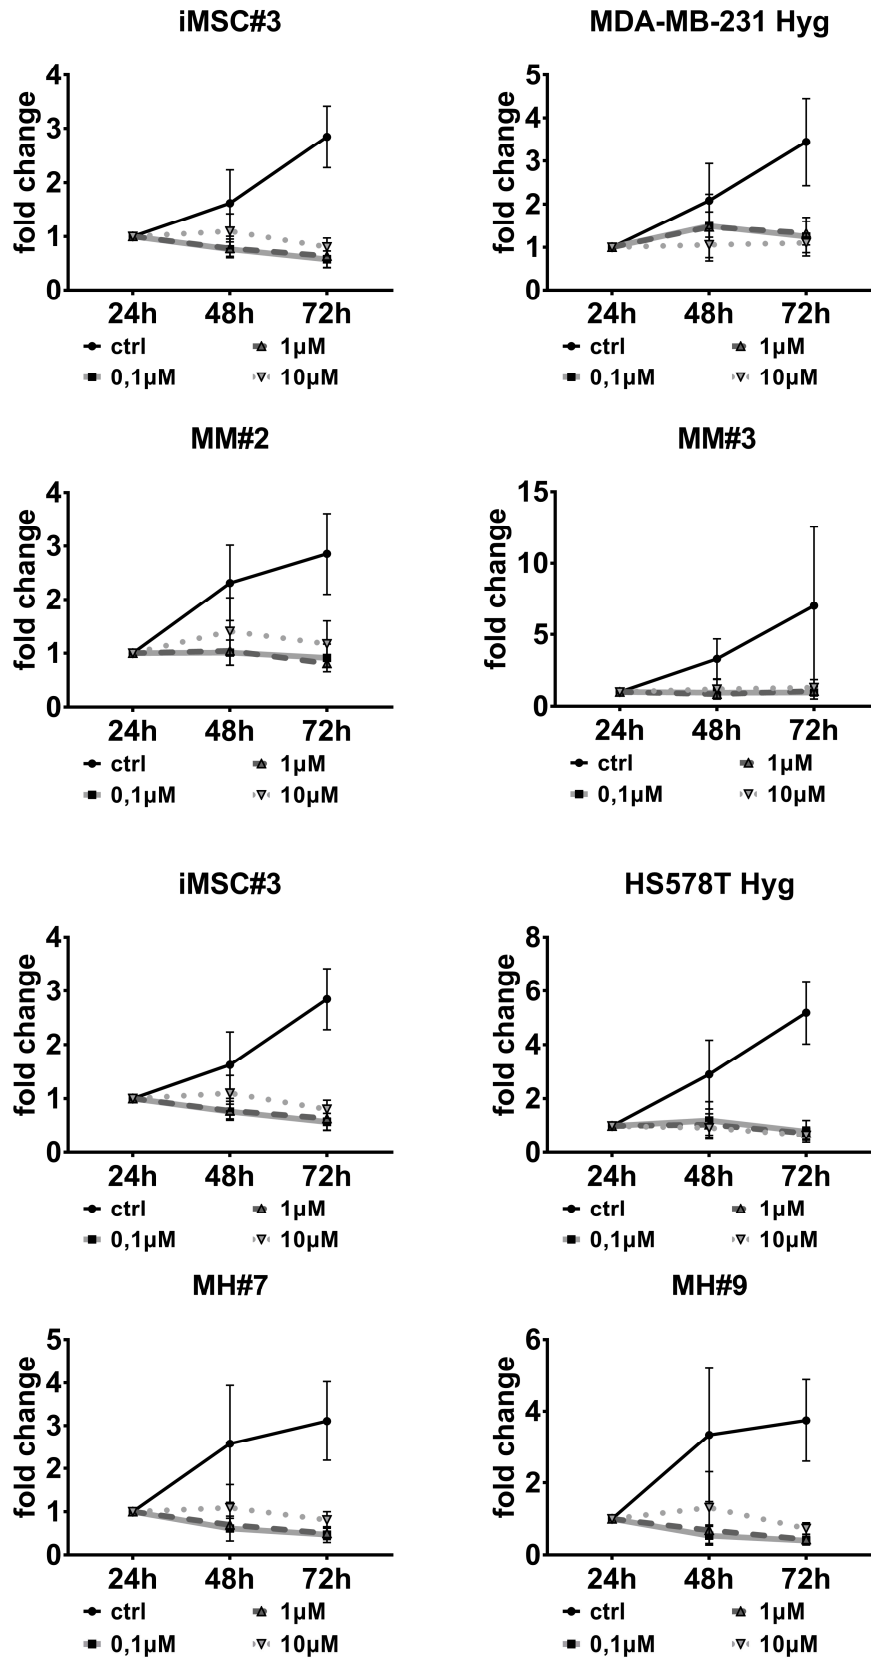 iMSC#3
MDA-MB-231 Hyg
fold change
4
3
2
1
0
24h 48h 72h
ctrl 1µM
0,1µM 10µM
fold change
5
4
3
2
1
0
24h 48h 72h
ctrl 1µM
0,1µM 10µM
MM#2
MM#3
fold change
4
3
2
1
0
24h 48h 72h
ctrl 1µM
0,1µM 10µM
fold change
15
10
5
0
24h 48h 72h
ctrl 1µM
0,1µM 10µM
iMSC#3
HS578T Hyg
fold change
4
3
2
1
0
24h 48h 72h
ctrl 1µM
0,1µM 10µM
fold change
8
6
4
2
0
24h 48h 72h
ctrl 1µM
0,1µM 10µM
MH#7
MH#9
fold change
5
4
3
2
1
0
24h 48h 72h
ctrl 1µM
0,1µM 10µM
fold change
6
4
2
0
24h 48h 72h
ctrl 1µM
0,1µM 10µM